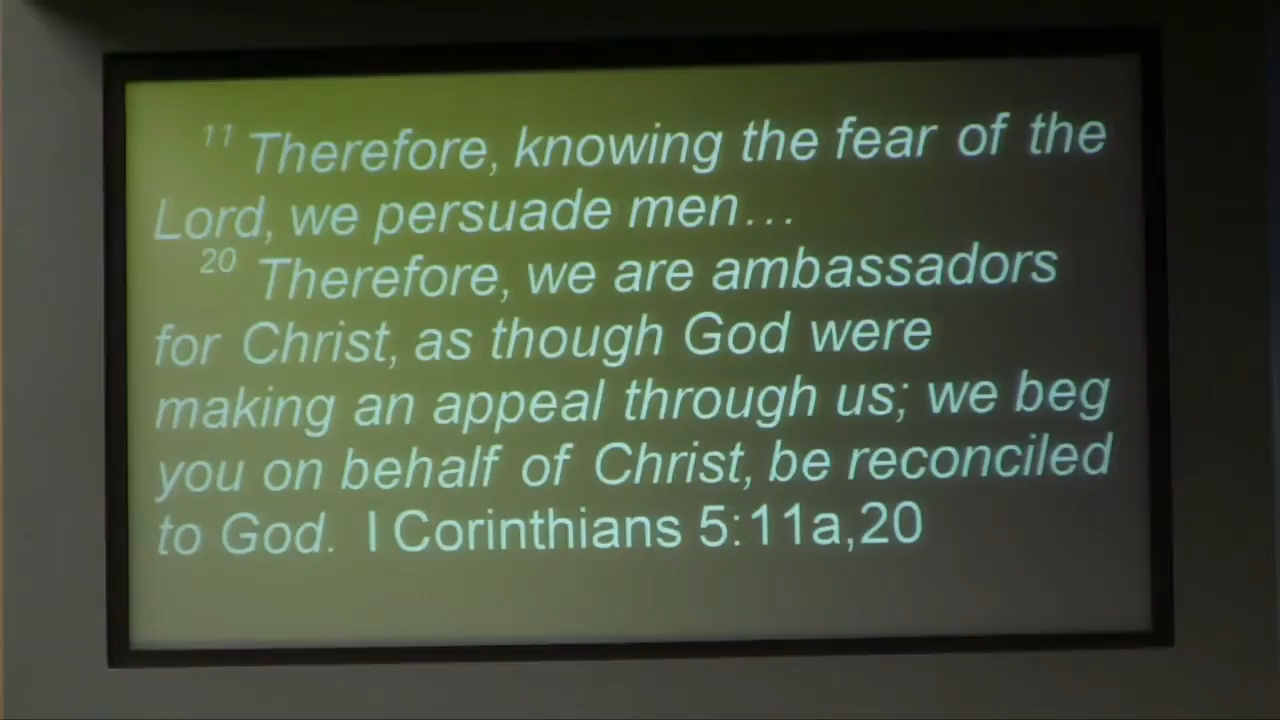 11 Therefore, knowing the fear of the
Lord, we persuade men...
20 Therefore, we are ambassadors
for Christ, as though God were
making an appeal through us; we beg
you on behalf of Christ, be reconciled
to God. I Corinthians 5:11a,20